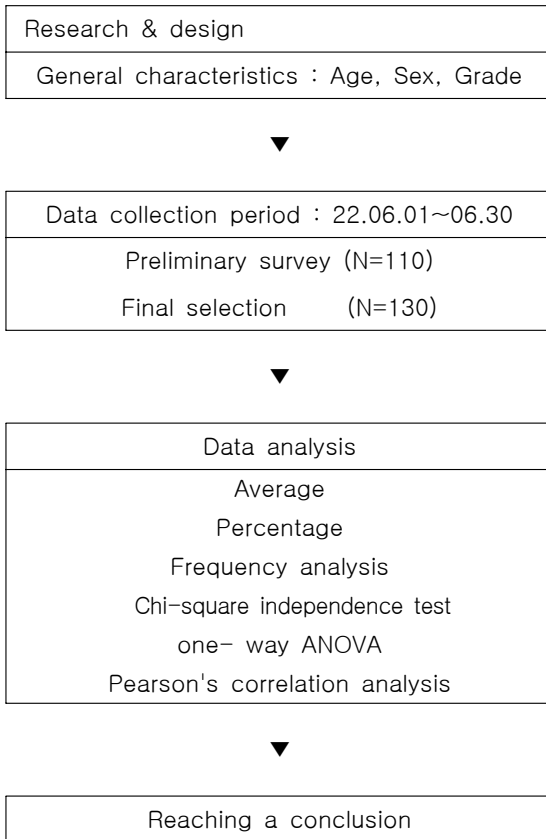 Research & design
General characteristics : Age, Sex, Grade
▼
Data collection period : 22.06.01~06.30
Preliminary survey (N=110)
Final selection (N=130)
▼
Data analysis
Average
Percentage
Frequency analysis
Chi-square independence test
one- way ANOVA
Pearson's correlation analysis
▼
Reaching a conclusion